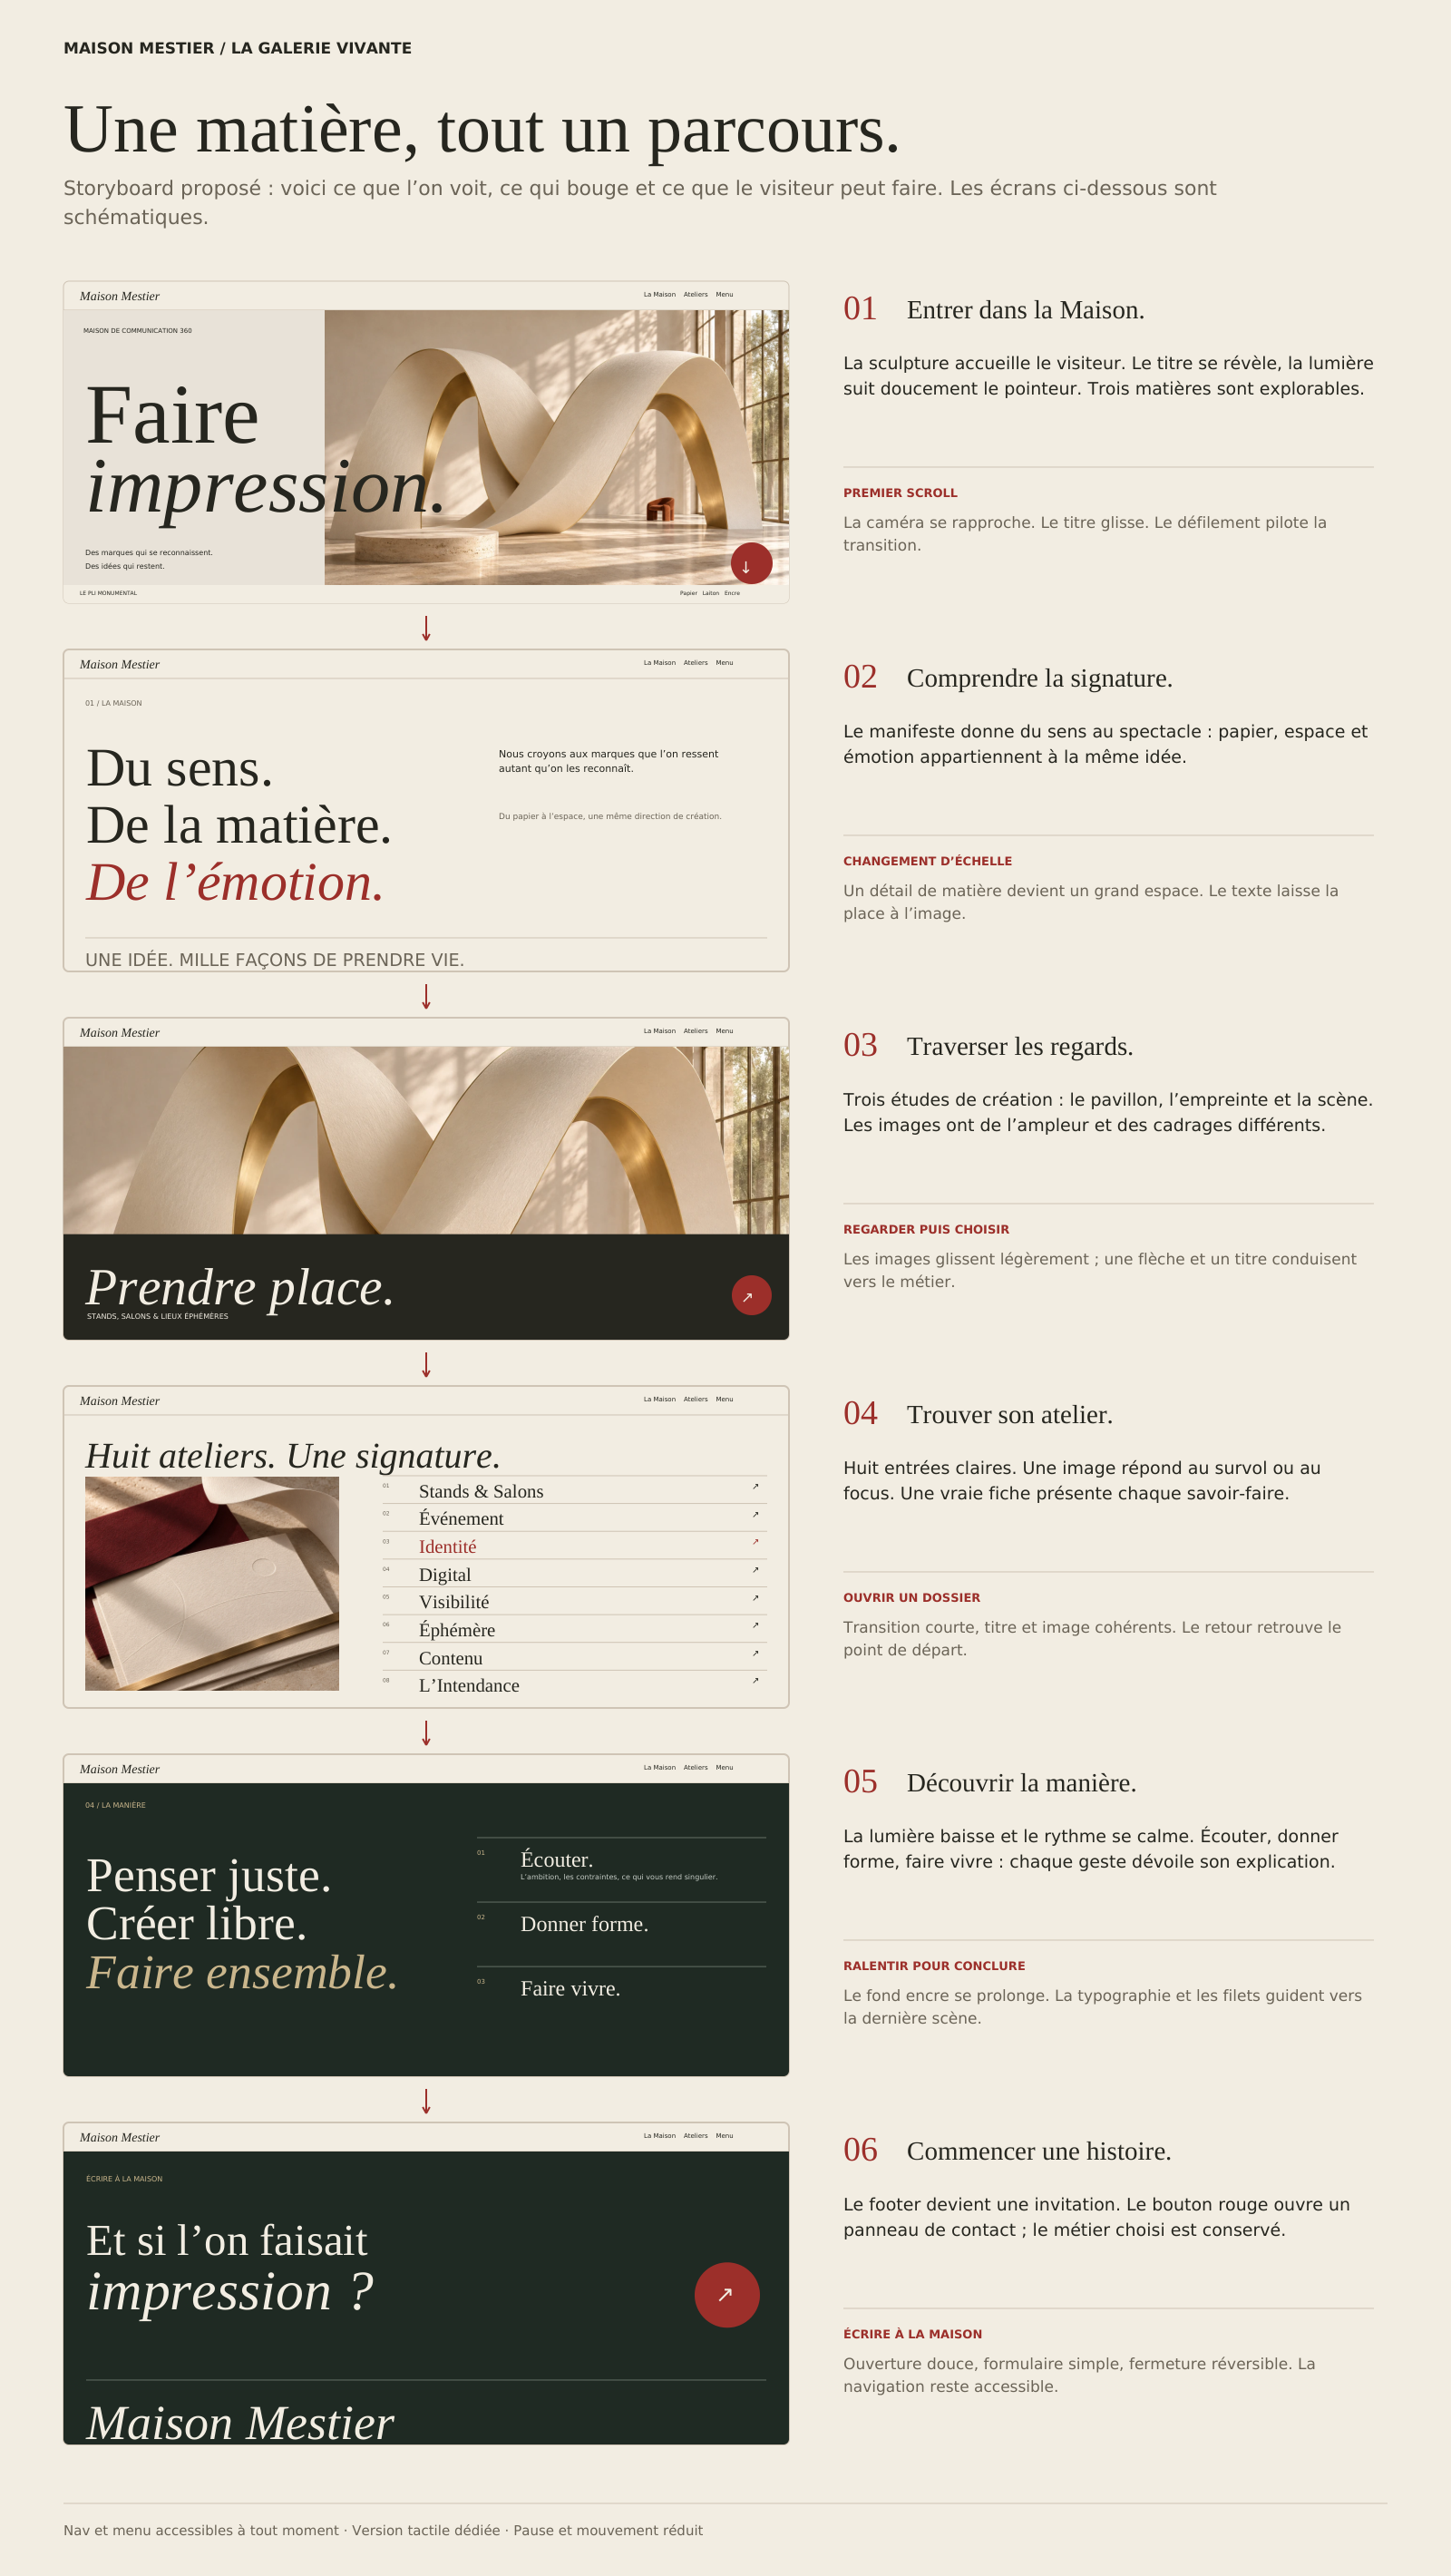 MAISON MESTIER / LA GALERIE VIVANTE
Une matière, tout un parcours.
Storyboard proposé : voici ce que l’on voit, ce qui bouge et ce que le visiteur peut faire. Les écrans ci-dessous sont
schématiques.
Maison Mestier
La Maison Ateliers Menu
MAISON DE COMMUNICATION 360
Faire
impression.
Des marques qui se reconnaissent.
Des idées qui restent.
↓
LE PLI MONUMENTAL
Papier Laiton Encre
01 Entrer dans la Maison.
La sculpture accueille le visiteur. Le titre se révèle, la lumière
suit doucement le pointeur. Trois matières sont explorables.
PREMIER SCROLL
La caméra se rapproche. Le titre glisse. Le défilement pilote la
transition.
Maison Mestier
La Maison Ateliers Menu
01 / LA MAISON
Du sens.
De la matière.
De l’émotion.
Nous croyons aux marques que l’on ressent
autant qu’on les reconnaît.
Du papier à l’espace, une même direction de création.
UNE IDÉE. MILLE FAÇONS DE PRENDRE VIE.
02 Comprendre la signature.
Le manifeste donne du sens au spectacle : papier, espace et
émotion appartiennent à la même idée.
CHANGEMENT D’ÉCHELLE
Un détail de matière devient un grand espace. Le texte laisse la
place à l’image.
Maison Mestier
La Maison Ateliers Menu
Prendre place.
STANDS, SALONS & LIEUX ÉPHÉMÈRES
↗
03 Traverser les regards.
Trois études de création : le pavillon, l’empreinte et la scène.
Les images ont de l’ampleur et des cadrages différents.
REGARDER PUIS CHOISIR
Les images glissent légèrement ; une flèche et un titre conduisent
vers le métier.
Maison Mestier
La Maison Ateliers Menu
Huit ateliers. Une signature.
01 Stands & Salons ↗
02 Événement ↗
03 Identité ↗
04 Digital ↗
05 Visibilité ↗
06 Éphémère ↗
07 Contenu ↗
08 L’Intendance ↗
04 Trouver son atelier.
Huit entrées claires. Une image répond au survol ou au
focus. Une vraie fiche présente chaque savoir-faire.
OUVRIR UN DOSSIER
Transition courte, titre et image cohérents. Le retour retrouve le
point de départ.
Maison Mestier
La Maison Ateliers Menu
04 / LA MANIÈRE
Penser juste.
Créer libre.
Faire ensemble.
01 Écouter.
L’ambition, les contraintes, ce qui vous rend singulier.
02 Donner forme.
03 Faire vivre.
05 Découvrir la manière.
La lumière baisse et le rythme se calme. Écouter, donner
forme, faire vivre : chaque geste dévoile son explication.
RALENTIR POUR CONCLURE
Le fond encre se prolonge. La typographie et les filets guident vers
la dernière scène.
Maison Mestier
La Maison Ateliers Menu
ÉCRIRE À LA MAISON
Et si l’on faisait
impression ?
↗
Maison Mestier
06 Commencer une histoire.
Le footer devient une invitation. Le bouton rouge ouvre un
panneau de contact ; le métier choisi est conservé.
ÉCRIRE À LA MAISON
Ouverture douce, formulaire simple, fermeture réversible. La
navigation reste accessible.
Nav et menu accessibles à tout moment · Version tactile dédiée · Pause et mouvement réduit